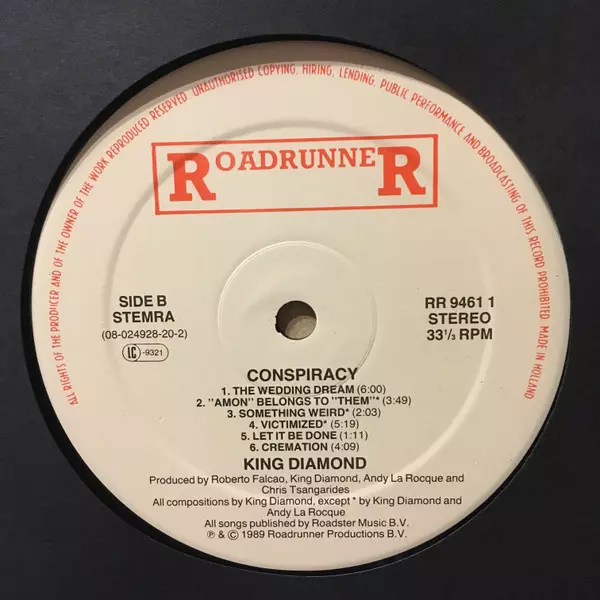 ALL RIGHTS OF THE PRODUCER AND OF THE OWNER OF THE WORK REPRODUCED RESERVED. UNAUTHORISED COPYING, HIRING, LENDING, PUBLIC PERFORMANCE AND BROADCASTING OF THIS RECORD PROHIBITED. MADE IN HOLLAND
ROADRUNNER
SIDE B
STEMRA
(08-024928-20-2)
LC -9321
RR 9461 1
STEREO
33⅓ RPM
CONSPIRACY
1. THE WEDDING DREAM (6:00)
2. "AMON" BELONGS TO "THEM"* (3:49)
3. SOMETHING WEIRD* (2:03)
4. VICTIMIZED* (5:19)
5. LET IT BE DONE (1:11)
6. CREMATION (4:09)
KING DIAMOND
Produced by Roberto Falcao, King Diamond, Andy La Rocque and
Chris Tsangarides
All compositions by King Diamond, except * by King Diamond and
Andy La Rocque
All songs published by Roadster Music B.V.
℗ & © 1989 Roadrunner Productions B.V.